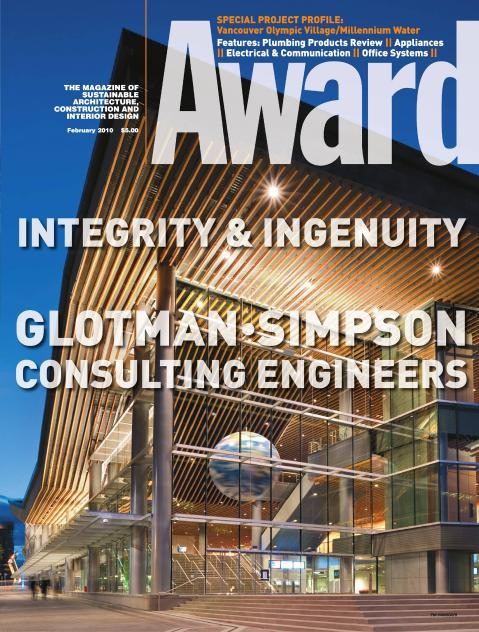 SPECIAL PROJECT PROFILE:
Vancouver Olympic Village/Millennium Water
Features: Plumbing Products Review || Appliances
|| Electrical & Communication || Office Systems ||
Award
THE MAGAZINE OF
SUSTAINABLE
ARCHITECTURE,
CONSTRUCTION AND
INTERIOR DESIGN
February 2010 $5.00
INTEGRITY & INGENUITY
GLOTMAN•SIMPSON
CONSULTING ENGINEERS